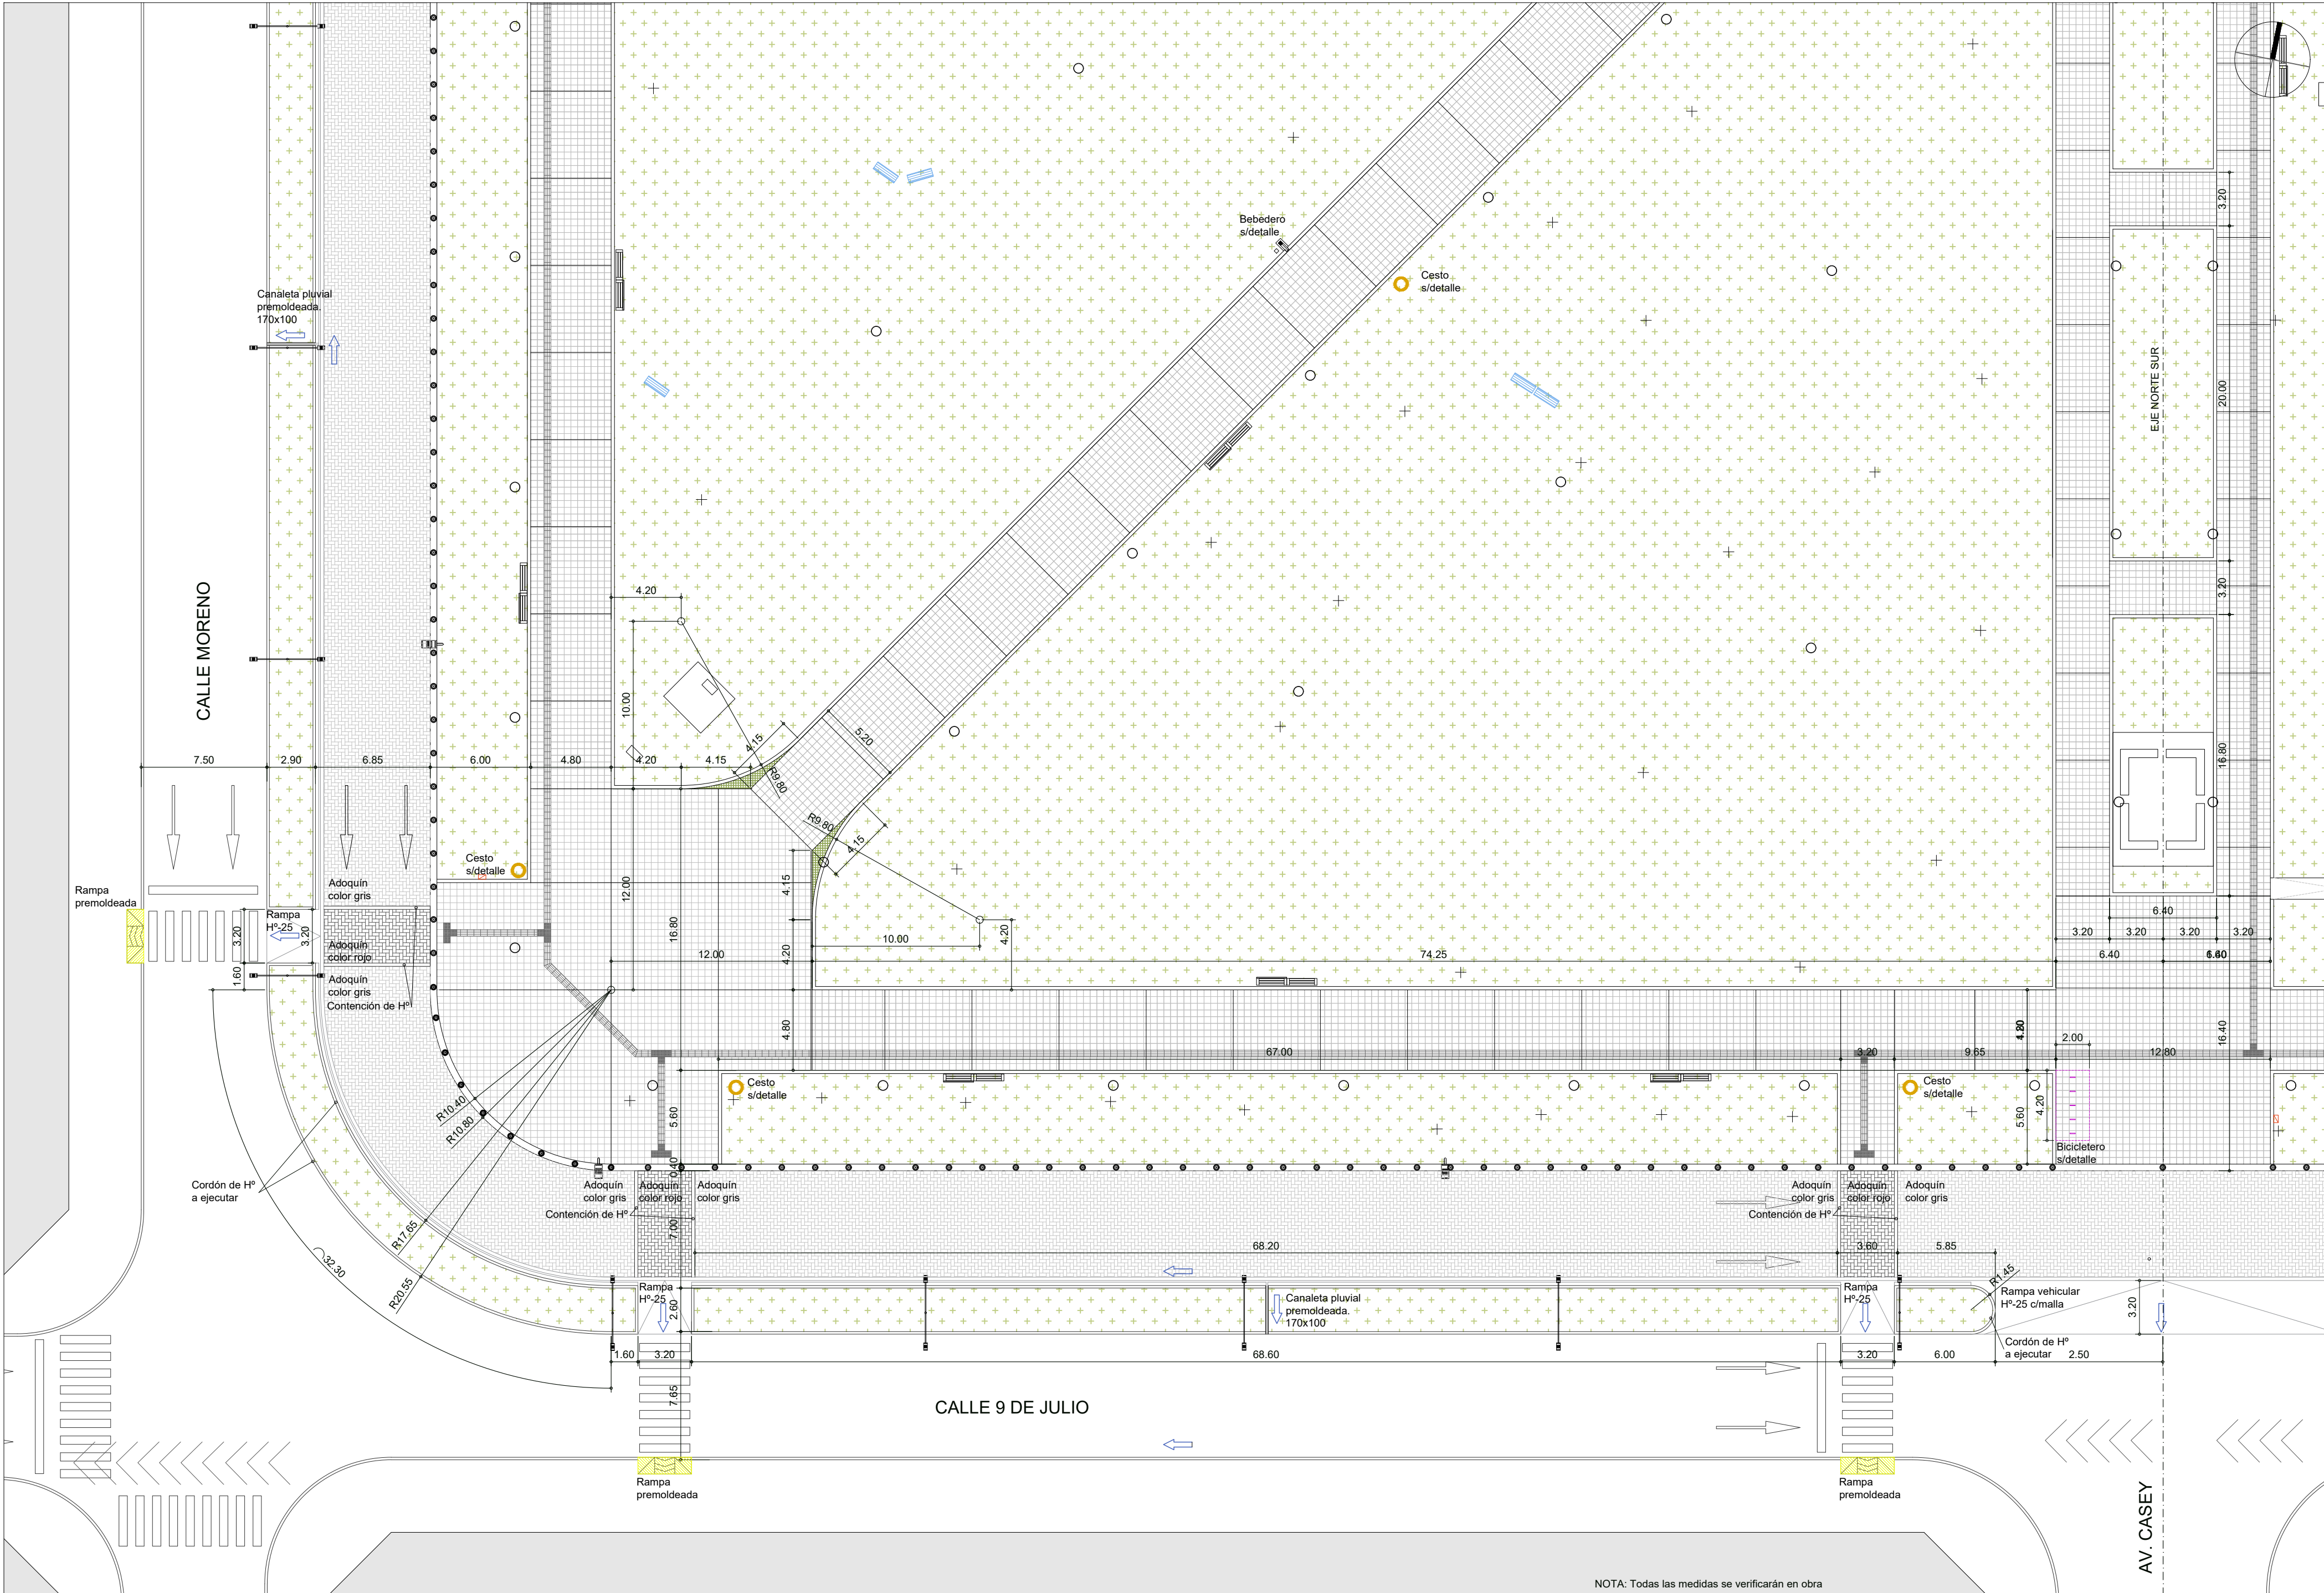 3.20
Bebedero
s/detalle
Cesto
s/detalle
Canaleta pluvial
premoldeada.
170x100
EJE NORTE SUR
20.00
3.20
CALLE MORENO
4.20
10.00
5.20
4.15
R9.80
16.80
7.50
2.90
6.85
6.00
4.80
4.20
4.15
R9.80
4.15
Cesto
s/detalle
Rampa
premoldeada
Adoquín
color gris
12.00
4.15
Rampa
Hº-25
3.20
3.20
Adoquín
color rojo
16.80
4.20
10.00
4.20
6.40
3.20
3.20
3.20
3.20
12.00
74.25
6.40
1.60
Adoquín
color gris
Contención de Hº
4.80
67.00
3.20
9.65
2.00
12.80
16.40
R10.40
R10.80
Cesto
s/detalle
Cesto
s/detalle
5.60
5.60
4.20
Bicicletero
s/detalle
0.40
Cordón de Hº
a ejecutar
Adoquín
color gris
Adoquín
color rojo
Adoquín
color gris
Adoquín
color gris
Adoquín
color rojo
Adoquín
color gris
Contención de Hº
Contención de Hº
7.00
R17.65
68.20
3.60
5.85
32.30
R20.55
Rampa
Hº-25
2.60
Canaleta pluvial
premoldeada.
170x100
Rampa
Hº-25
R1.45
Rampa vehicular
Hº-25 c/malla
3.20
Cordón de Hº
a ejecutar
1.60
3.20
68.60
3.20
6.00
2.50
7.65
CALLE 9 DE JULIO
Rampa
premoldeada
Rampa
premoldeada
AV. CASEY
NOTA: Todas las medidas se verificarán en obra